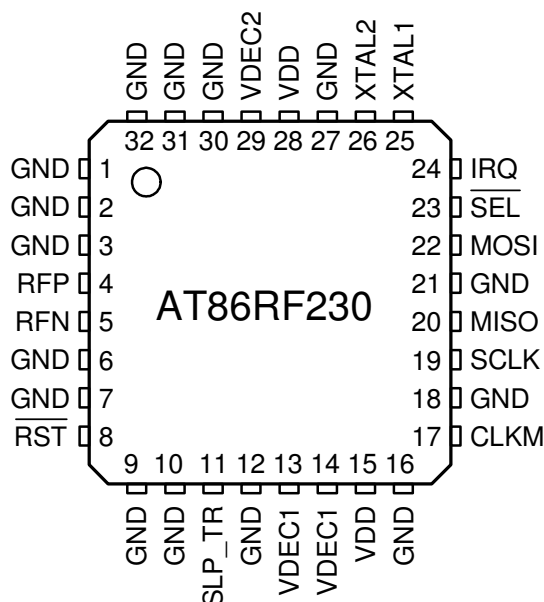 GND GND GND VDEC2 VDD GND XTAL2 XTAL1
32 31 30 29 28 27 26 25
GND 1 24 IRQ
GND 2 23 SEL
GND 3 22 MOSI
RFP 4 21 GND
RFN 5 20 MISO
GND 6 19 SCLK
GND 7 18 GND
RST 8 17 CLKM
AT86RF230
9 10 11 12 13 14 15 16
GND GND SLP_TR GND VDEC1 VDEC1 VDD GND